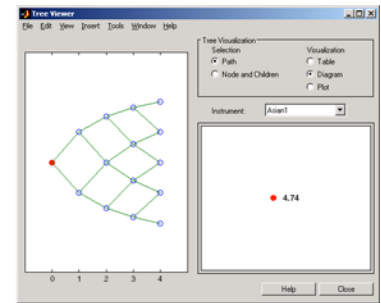 Tree Viewer
File Edit View Insert Tools Window Help
Tree Visualization
Selection Visualization
Path Table
Node and Children Diagram
Plot
Instrument: Asian1
4.74
0 1 2 3 4
Help Close